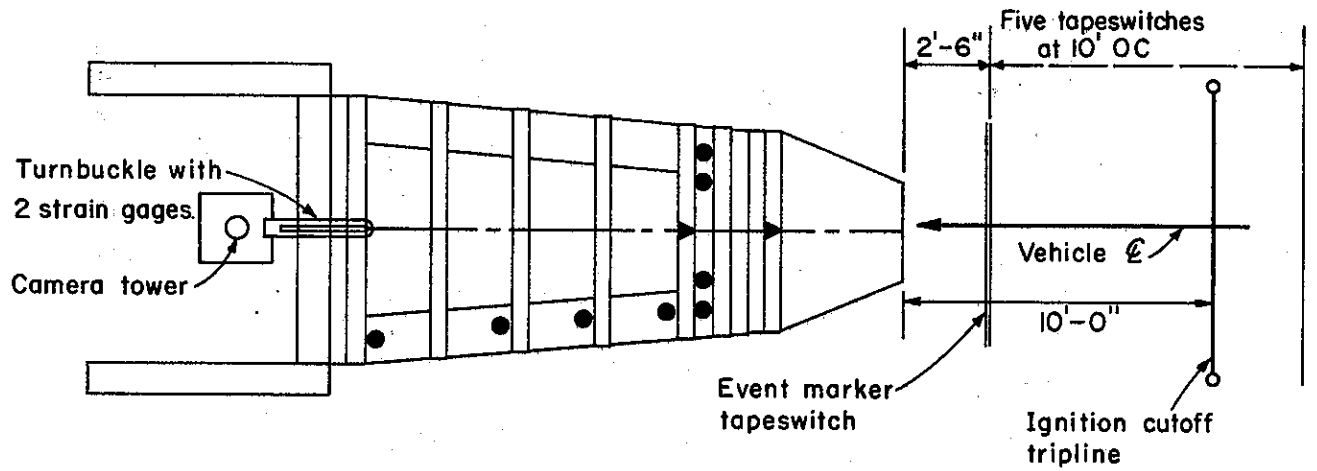 Five tapeswitches
at 10' OC
2'-6"
Turnbuckle with
2 strain gages.
Camera tower
Vehicle ℄
10'-0"
Event marker
tapeswitch
Ignition cutoff
tripline